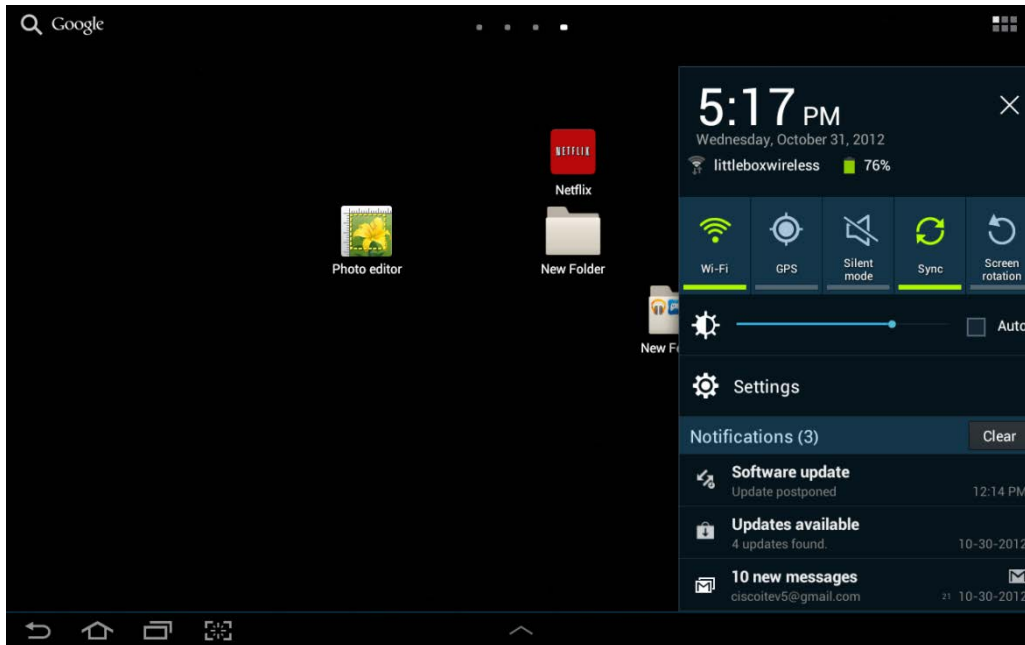 Google
5:17 PM
Wednesday, October 31, 2012
littleboxwireless 76%
NETFLIX
Netflix
Photo editor
New Folder
New Fo
Wi-Fi
GPS
Silent
mode
Sync
Screen
rotation
Auto
Settings
Notifications (3) Clear
Software update
Update postponed 12:14 PM
Updates available
4 updates found. 10-30-2012
10 new messages
ciscoitev5@gmail.com 21 10-30-2012